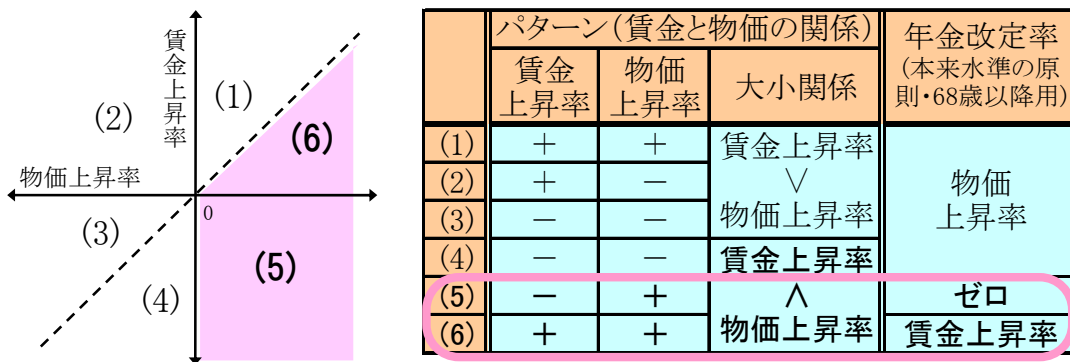 賃金上昇率
(1)
(2)
(6)
物価上昇率
0
(3)
(5)
(4)
パターン(賃金と物価の関係)
年金改定率
(本来水準の原
則・68歳以降用)
賃金
上昇率
物価
上昇率
大小関係
(1) + +
(2) + −
(3) − −
(4) − −
(5) − +
(6) + +
賃金上昇率
∨
物価上昇率
賃金上昇率
∧
物価上昇率
物価
上昇率
ゼロ
賃金上昇率